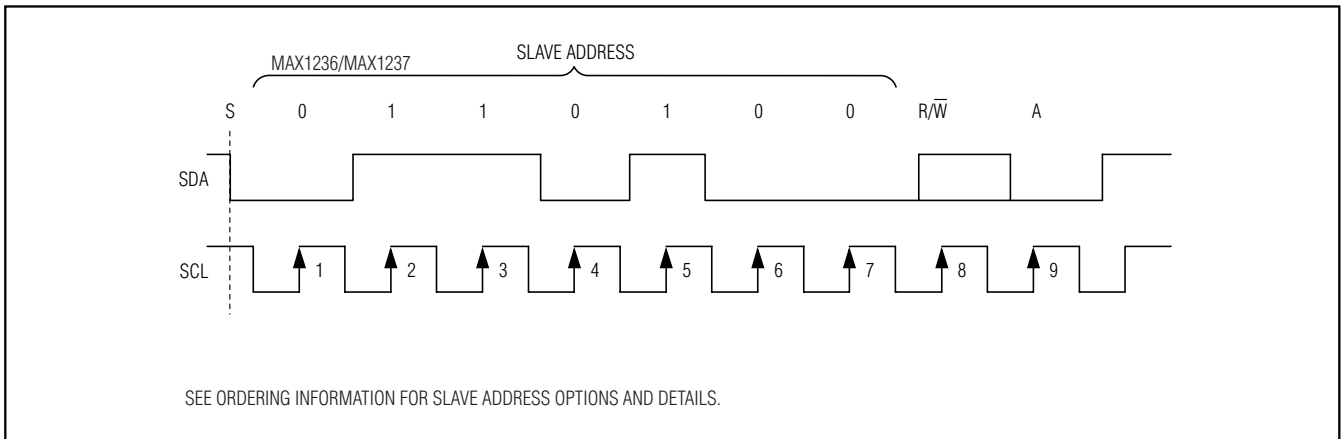 SLAVE ADDRESS
MAX1236/MAX1237
S 0 1 1 0 1 0 0 R/W̅ A
SDA
SCL 1 2 3 4 5 6 7 8 9
SEE ORDERING INFORMATION FOR SLAVE ADDRESS OPTIONS AND DETAILS.